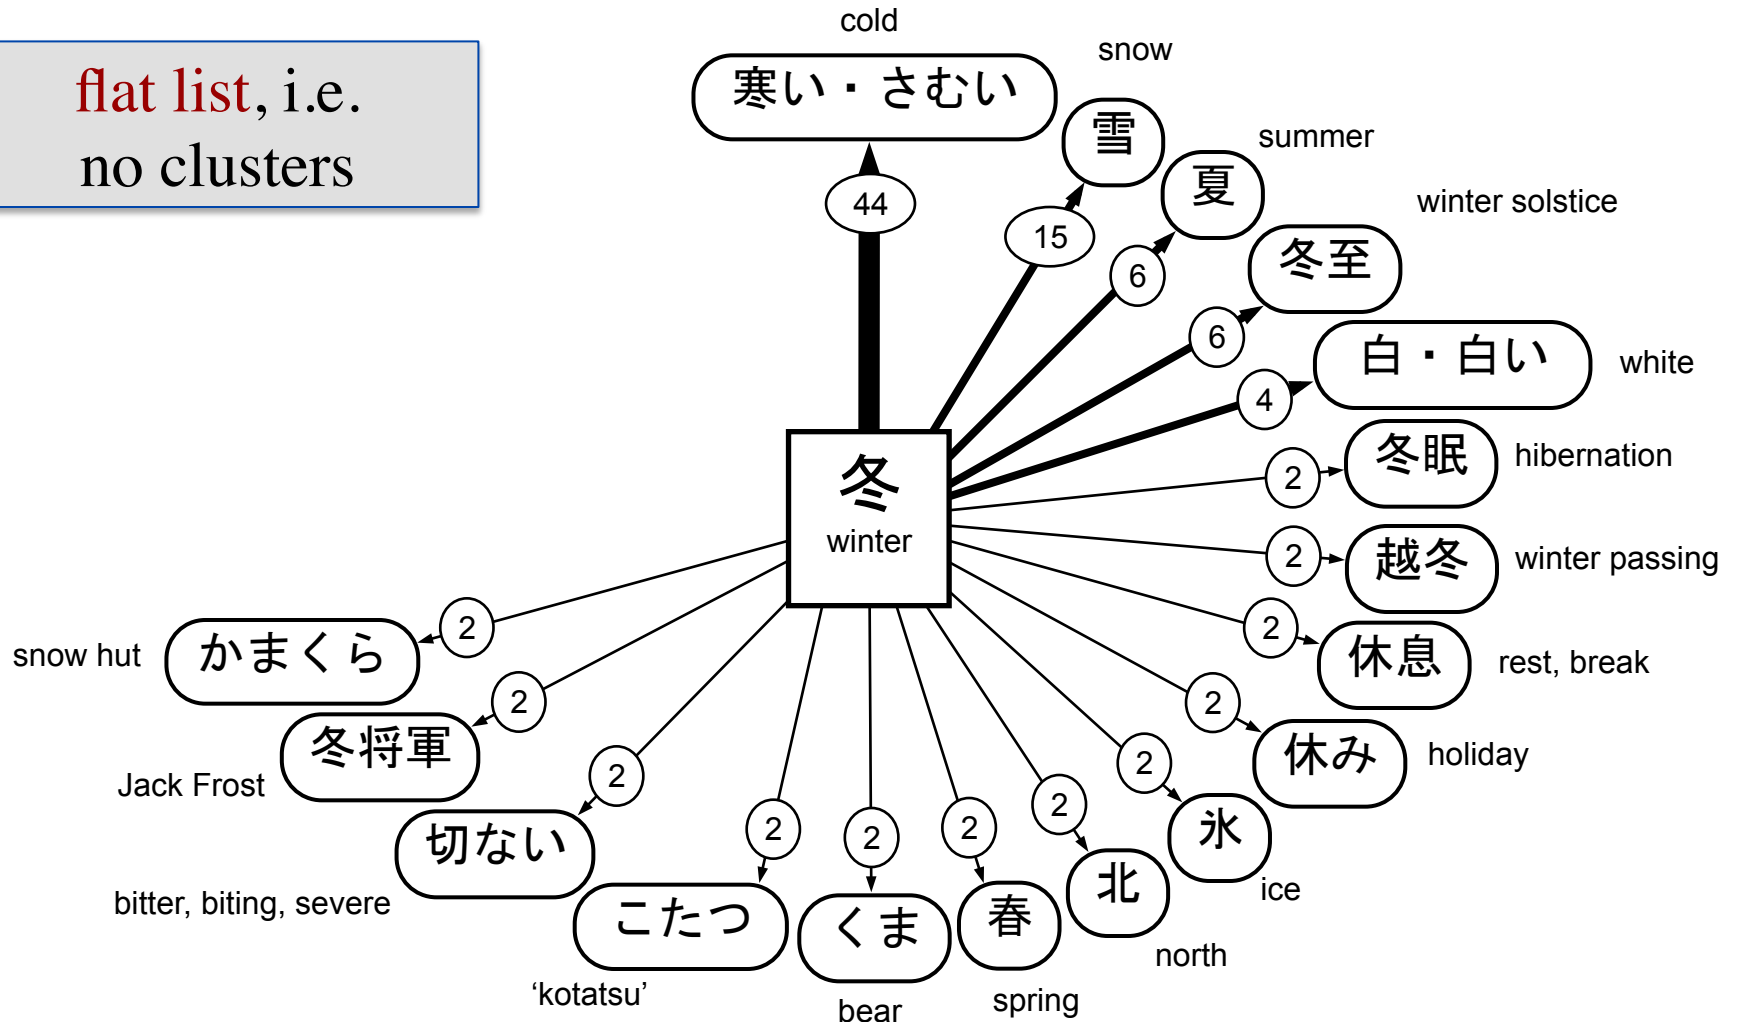 flat list, i.e.
no clusters
cold
寒い・さむい
44
snow
雪
15
summer
夏
6
winter solstice
冬至
6
白・白い
white
4
冬眠
hibernation
2
越冬
winter passing
2
休息
rest, break
2
休み
holiday
2
氷
ice
2
北
north
2
春
spring
2
くま
bear
2
こたつ
‘kotatsu’
2
切ない
bitter, biting, severe
2
冬将軍
Jack Frost
2
かまくら
snow hut
2
冬
winter